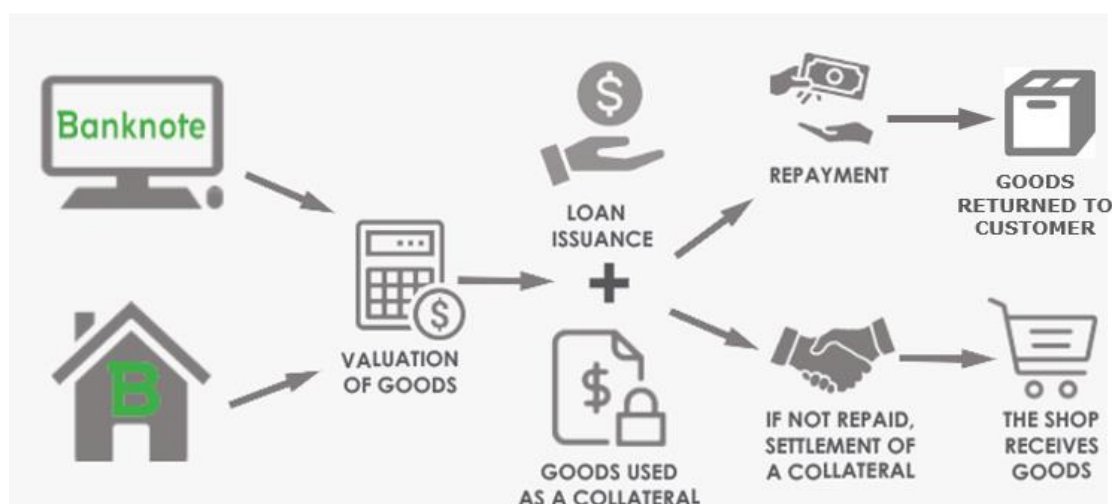 Banknote
B
VALUATION
OF GOODS
$
$
LOAN
ISSUANCE
+
$
GOODS USED
AS A COLLATERAL
REPAYMENT
GOODS
RETURNED TO
CUSTOMER
IF NOT REPAID,
SETTLEMENT OF
A COLLATERAL
THE SHOP
RECEIVES
GOODS